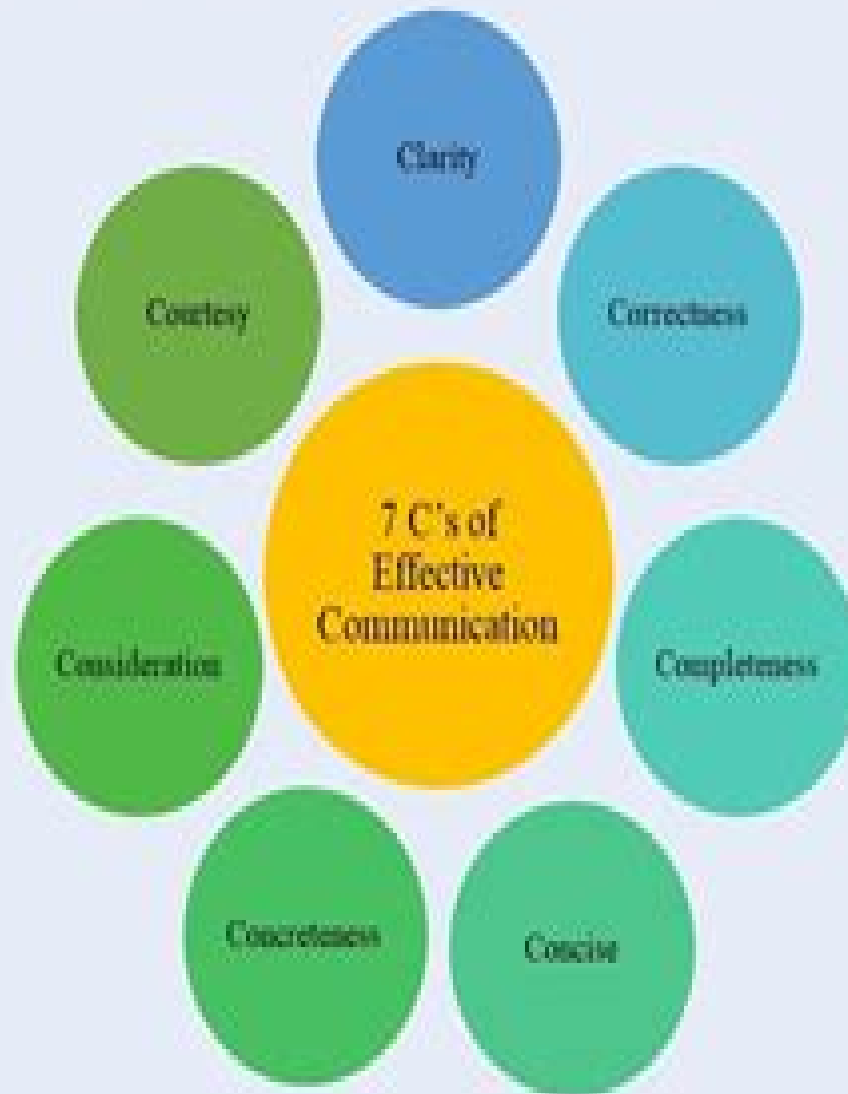 Clarity
Correctness
Completeness
Concise
Concreteness
Consideration
Courtesy
7 C's of
Effective
Communication